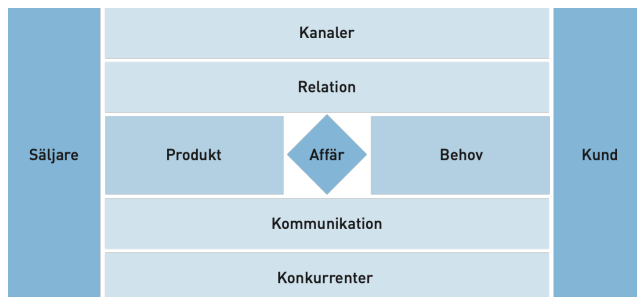 Kanaler
Relation
Säljare
Produkt
Affär
Behov
Kund
Kommunikation
Konkurrenter